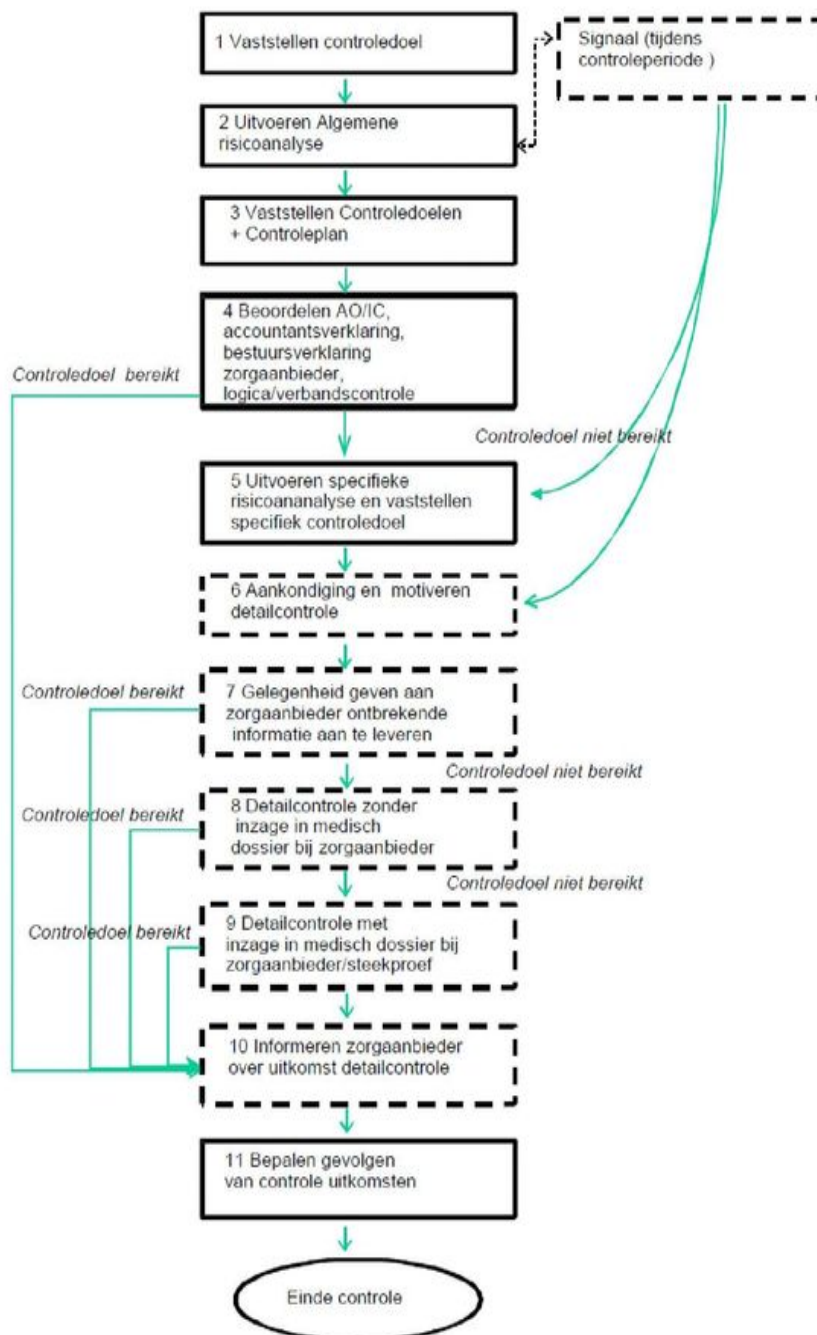 1 Vaststellen controledoel
Signaal (tijdens
controleperiode )
2 Uitvoeren Algemene
risicoanalyse
3 Vaststellen Controledoelen
+ Controleplan
4 Beoordelen AO/IC,
accountantsverklaring,
bestuursverklaring
zorgaanbieder,
logica/verbandscontrole
Controledoel bereikt
Controledoel niet bereikt
5 Uitvoeren specifieke
risicoananalyse en vaststellen
specifiek controledoel
6 Aankondiging en motiveren
detailcontrole
Controledoel bereikt
7 Gelegenheid geven aan
zorgaanbieder ontbrekende
informatie aan te leveren
Controledoel niet bereikt
Controledoel bereikt
8 Detailcontrole zonder
inzage in medisch
dossier bij zorgaanbieder
Controledoel niet bereikt
Controledoel bereikt
9 Detailcontrole met
inzage in medisch dossier bij
zorgaanbieder/steekproef
10 Informeren zorgaanbieder
over uitkomst detailcontrole
11 Bepalen gevolgen
van controle uitkomsten
Einde controle